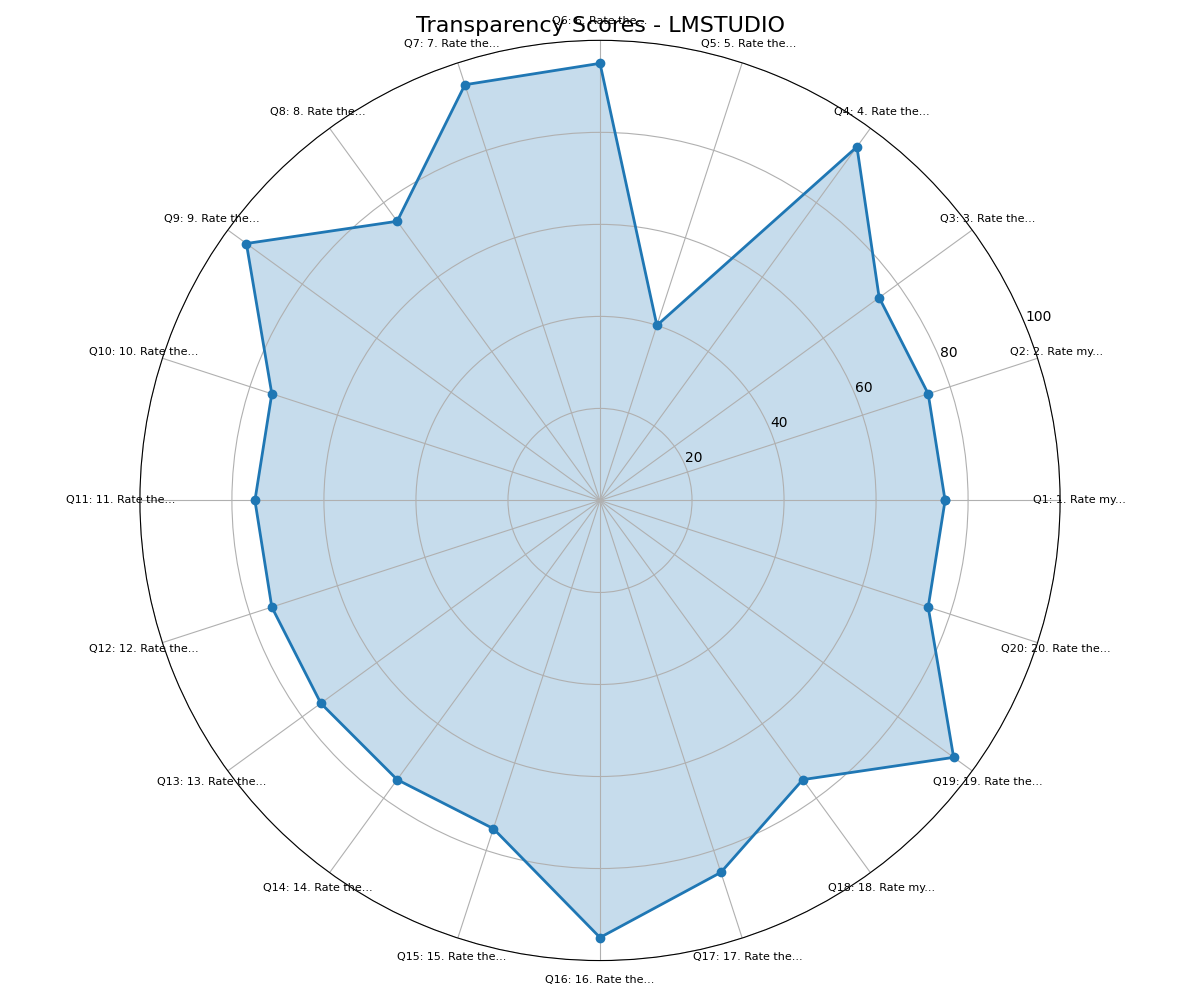 Transparency Scores - LMSTUDIO
Q6: 6. Rate the...
Q7: 7. Rate the...
Q5: 5. Rate the...
Q8: 8. Rate the...
Q4: 4. Rate the...
Q9: 9. Rate the...
Q3: 3. Rate the...
100
Q10: 10. Rate the...
80
Q2: 2. Rate my...
60
40
20
Q11: 11. Rate the...
Q1: 1. Rate my...
Q12: 12. Rate the...
Q20: 20. Rate the...
Q13: 13. Rate the...
Q19: 19. Rate the...
Q14: 14. Rate the...
Q18: 18. Rate my...
Q15: 15. Rate the...
Q17: 17. Rate the...
Q16: 16. Rate the...